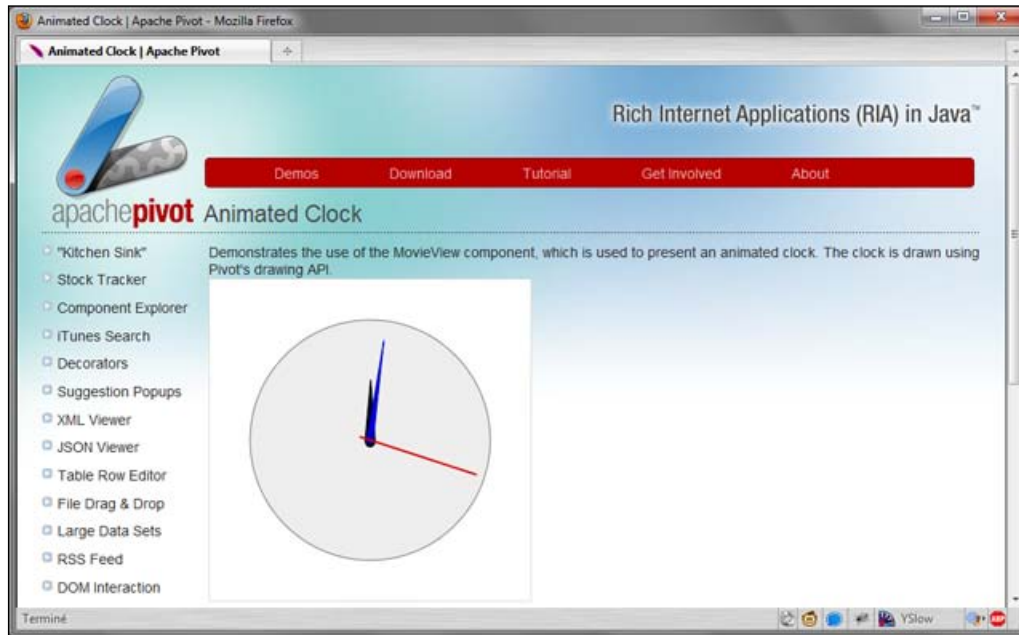 Animated Clock | Apache Pivot - Mozilla Firefox
Animated Clock | Apache Pivot
Rich Internet Applications (RIA) in Java™
Demos Download Tutorial Get Involved About
apachepivot Animated Clock
"Kitchen Sink"
Stock Tracker
Component Explorer
iTunes Search
Decorators
Suggestion Popups
XML Viewer
JSON Viewer
Table Row Editor
File Drag & Drop
Large Data Sets
RSS Feed
DOM Interaction
Demonstrates the use of the MovieView component, which is used to present an animated clock. The clock is drawn using
Pivot's drawing API.
Terminé
YSlow
ABP